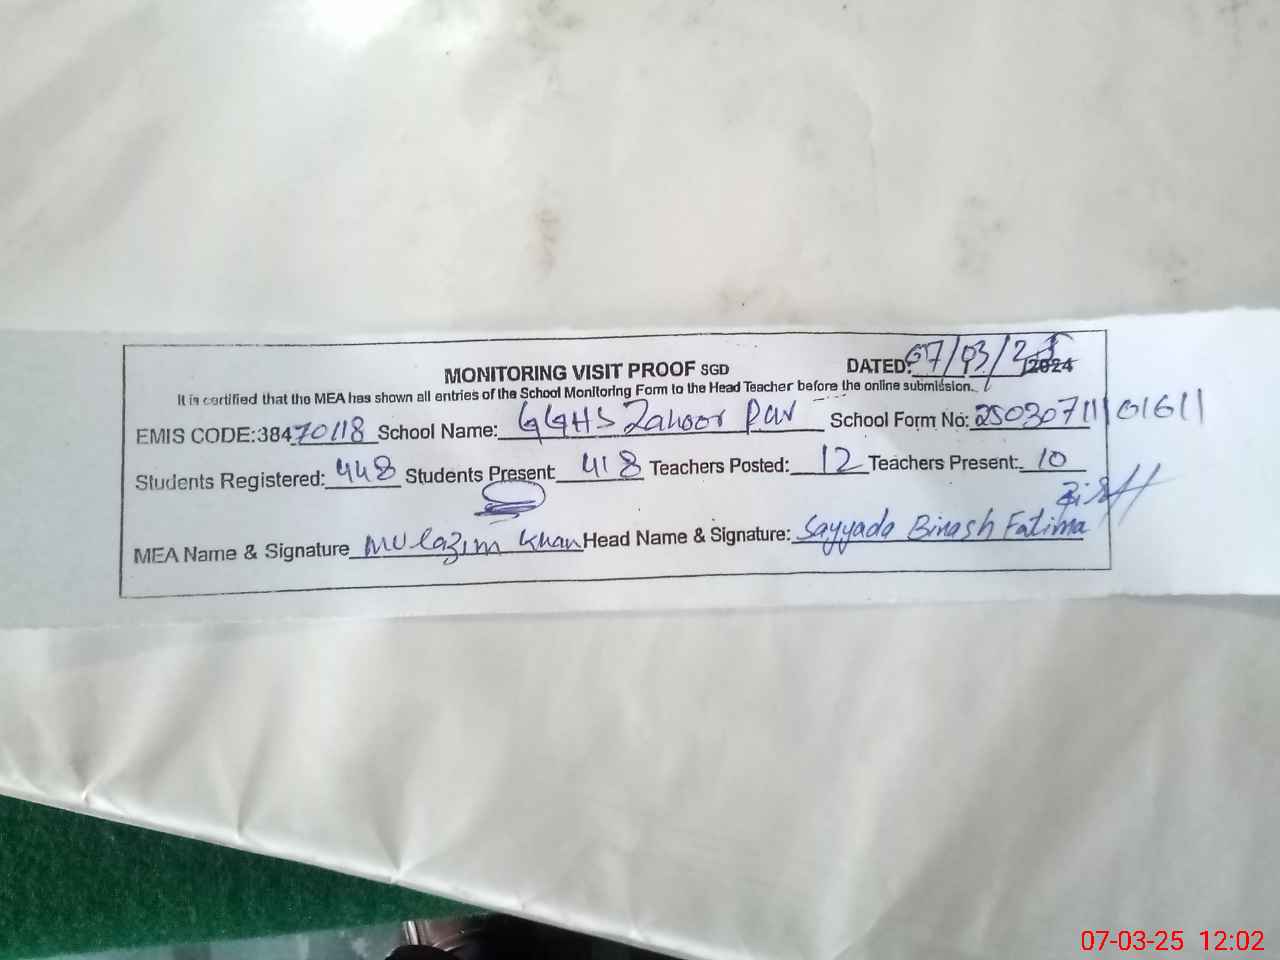 MONITORING VISIT PROOF SGD DATED: 07/03/25 2024
It is certified that the MEA has shown all entries of the School Monitoring Form to the Head Teacher before the online submission.
EMIS CODE:38470118 School Name: GGHS Zahoor Pur School Form No: 25030711101611
Students Registered: 448 Students Present: 418 Teachers Posted: 12 Teachers Present: 10
MEA Name & Signature Mulazim Khan Head Name & Signature: Sayyada Binash Fatima
07-03-25 12:02